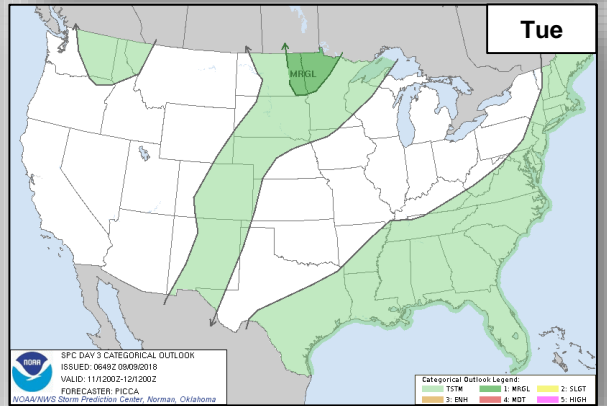 Tue
MRGL
NOAA
SPC DAY 3 CATEGORICAL OUTLOOK
ISSUED: 0649Z 09/09/2018
VALID: 11/1200Z-12/1200Z
FORECASTER: PICCA
NOAA/NWS Storm Prediction Center, Norman, Oklahoma
Categorical Outlook Legend:
TSTM 1: MRGL 2: SLGT
3: ENH 4: MDT 5: HIGH